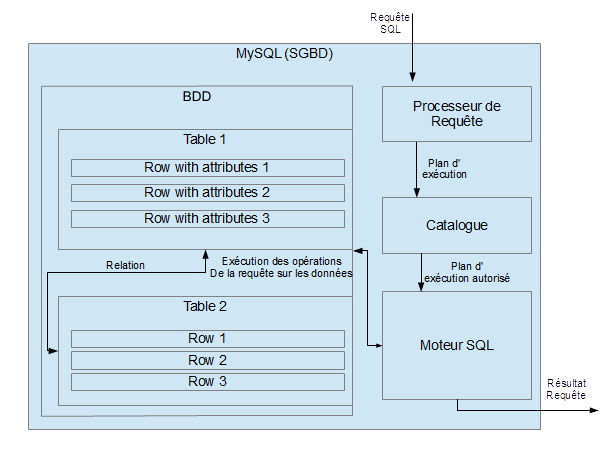 Requête
SQL
MySQL (SGBD)
BDD
Processeur de
Requête
Table 1
Row with attributes 1
Row with attributes 2
Row with attributes 3
Plan d'
exécution
Catalogue
Relation
Exécution des opérations
De la requête sur les données
Plan d'
exécution autorisé
Table 2
Row 1
Row 2
Row 3
Moteur SQL
Résultat
Requête